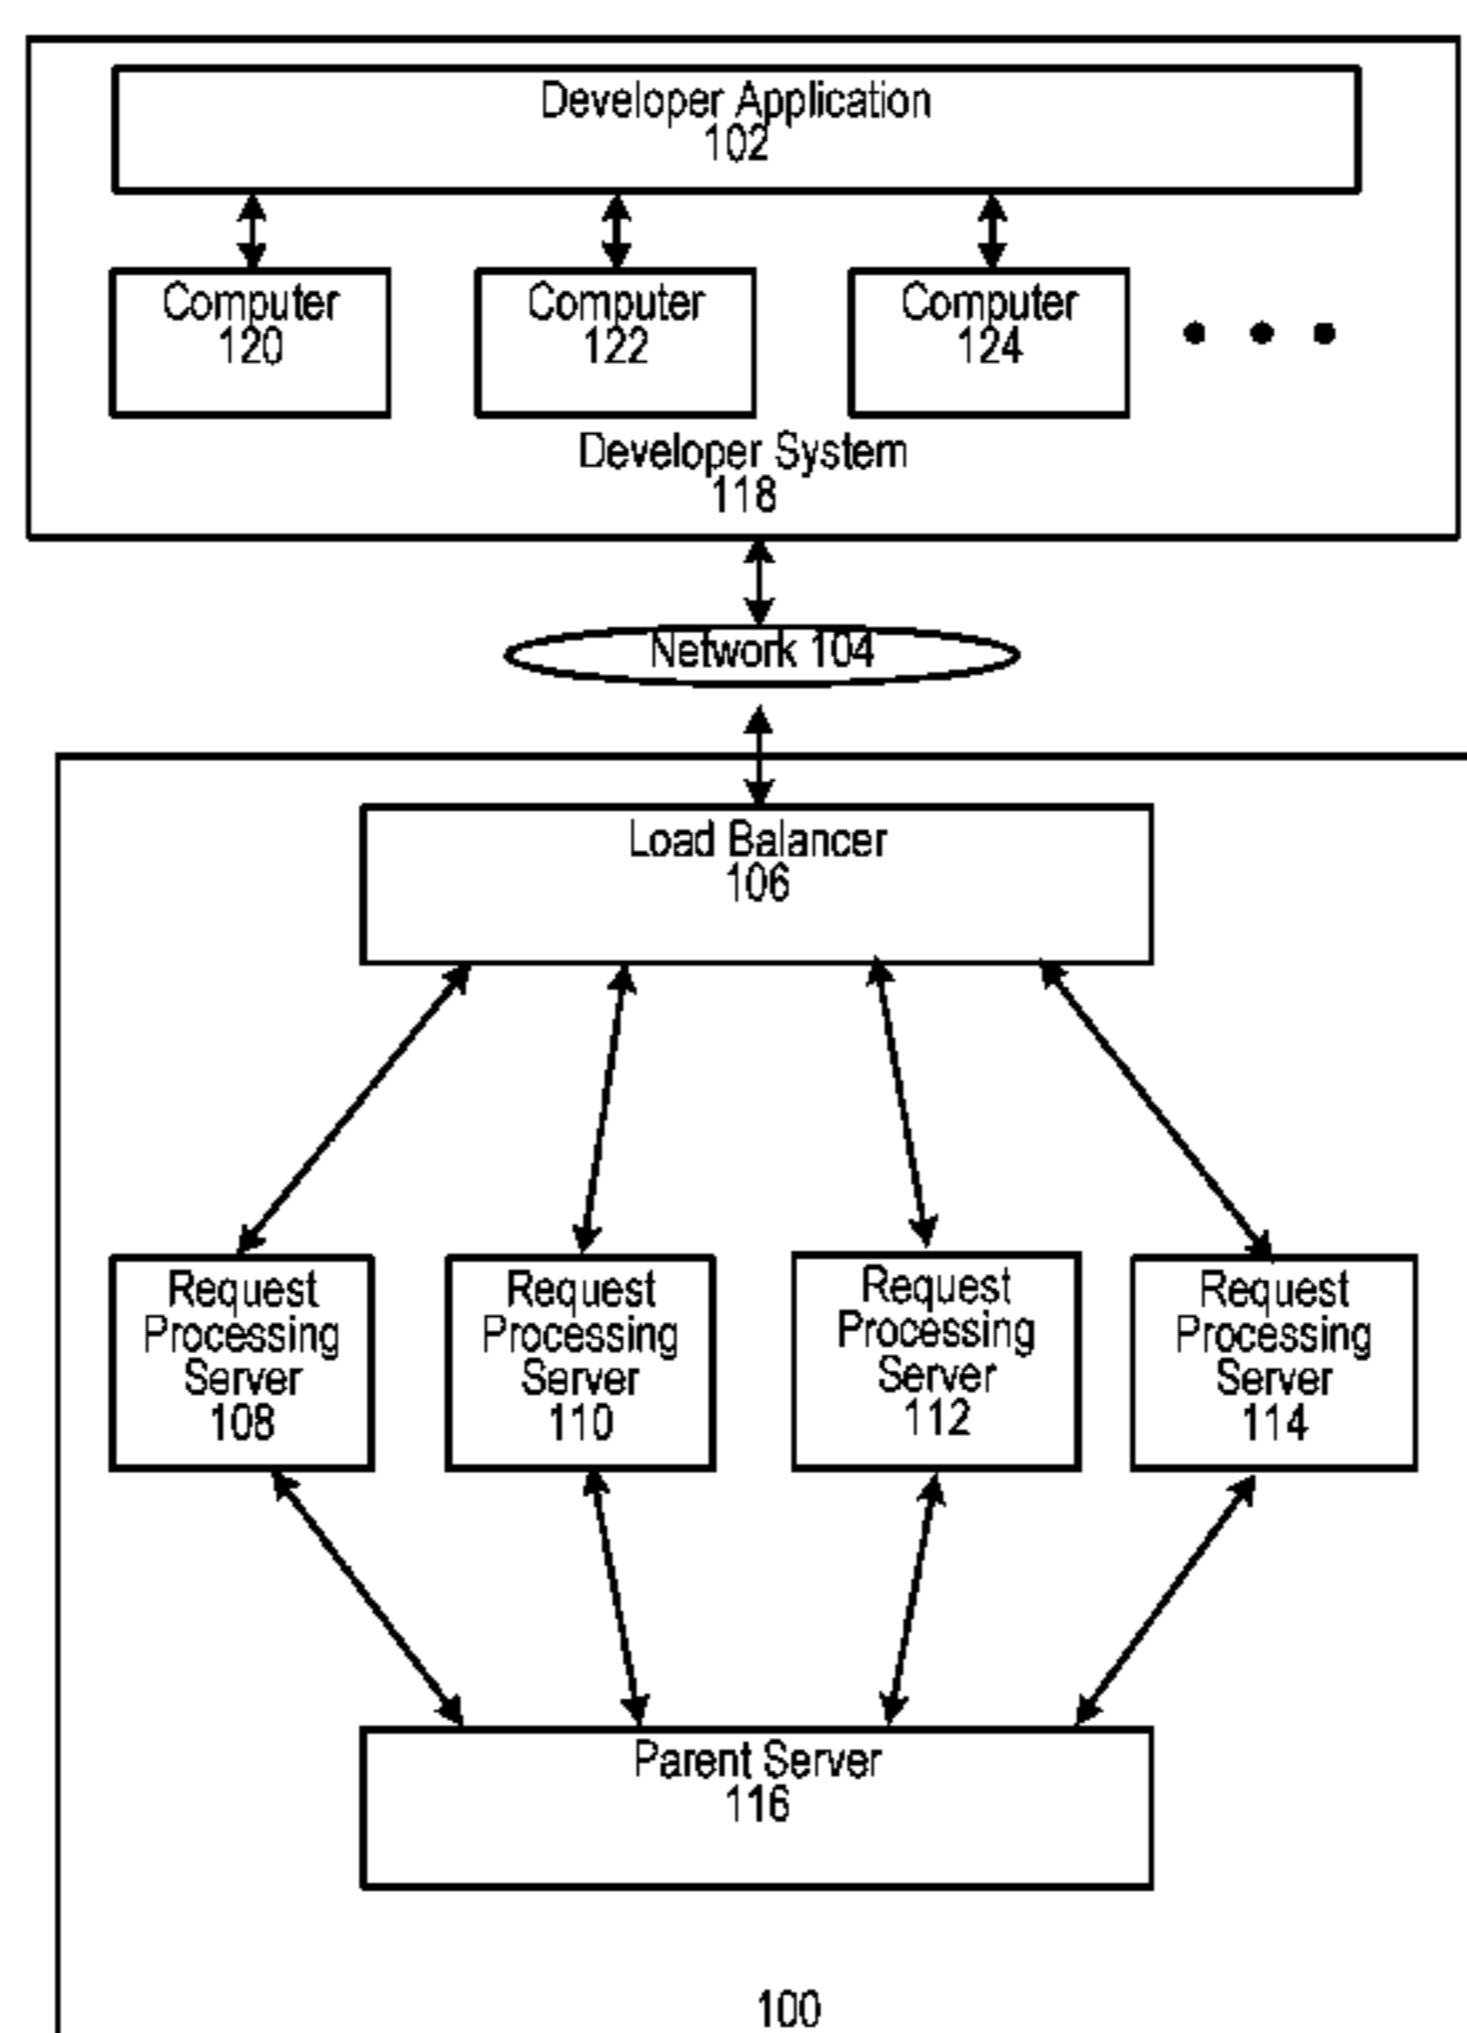 Developer Application
102
Computer
120
Computer
122
Computer
124
Developer System
118
Network 104
Load Balancer
106
Request
Processing
Server
108
Request
Processing
Server
110
Request
Processing
Server
112
Request
Processing
Server
114
Parent Server
116
100